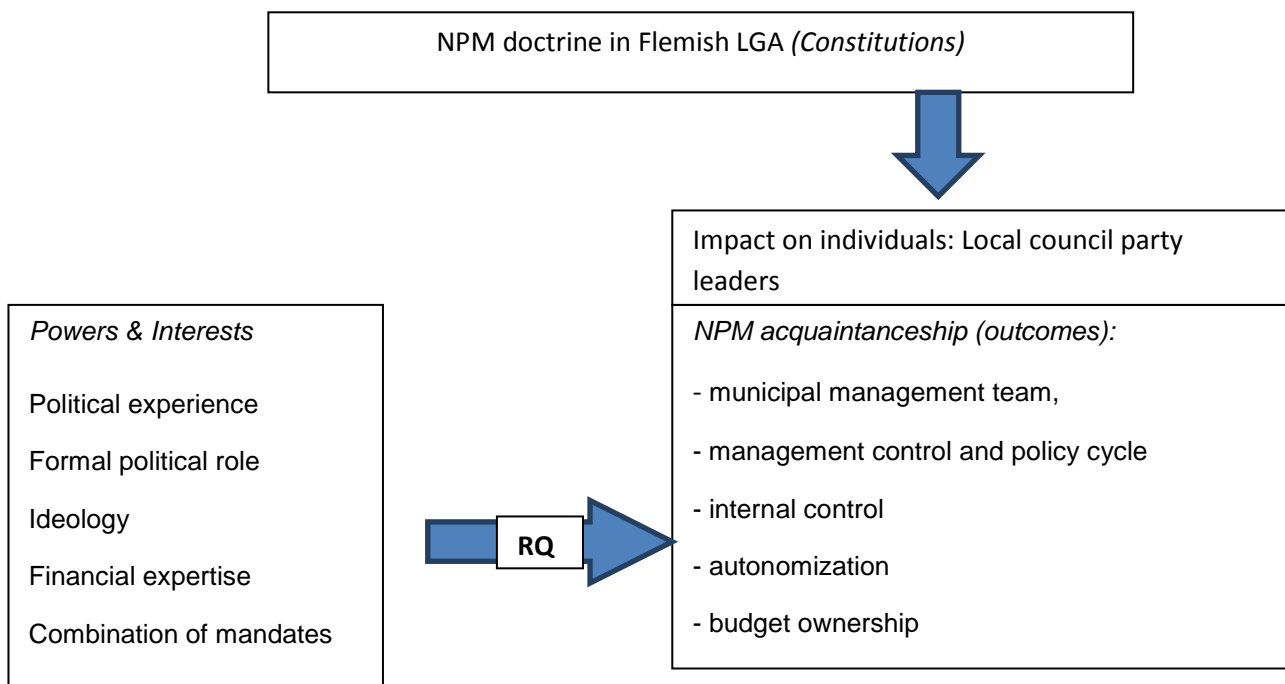 NPM doctrine in Flemish LGA (Constitutions)
Impact on individuals: Local council party
leaders
Powers & Interests
Political experience
Formal political role
Ideology
Financial expertise
Combination of mandates
RQ
NPM acquaintanceship (outcomes):
- municipal management team,
- management control and policy cycle
- internal control
- autonomization
- budget ownership